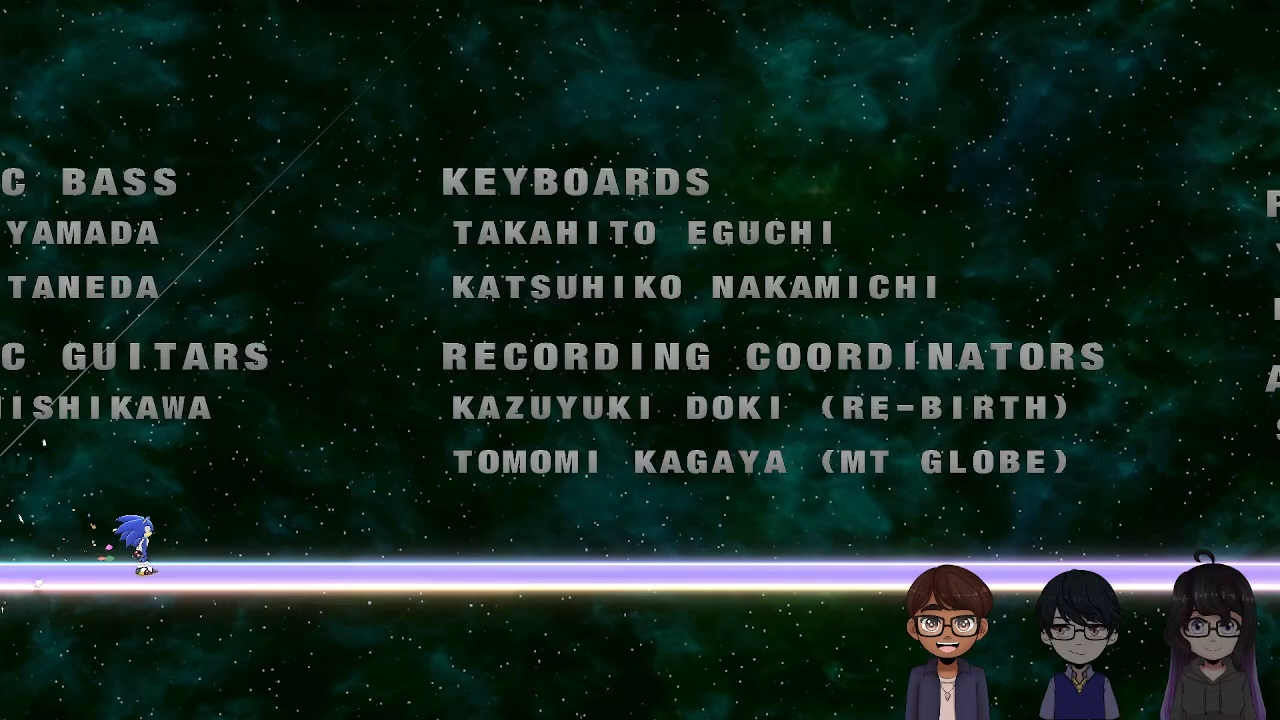 C BASS
YAMADA
TANEDA
C GUITARS
ISHIKAWA
KEYBOARDS
TAKAHITO EGUCHI
KATSUHIKO NAKAMICHI
RECORDING COORDINATORS
KAZUYUKI DOKI (RE-BIRTH)
TOMOMI KAGAYA (MT GLOBE)